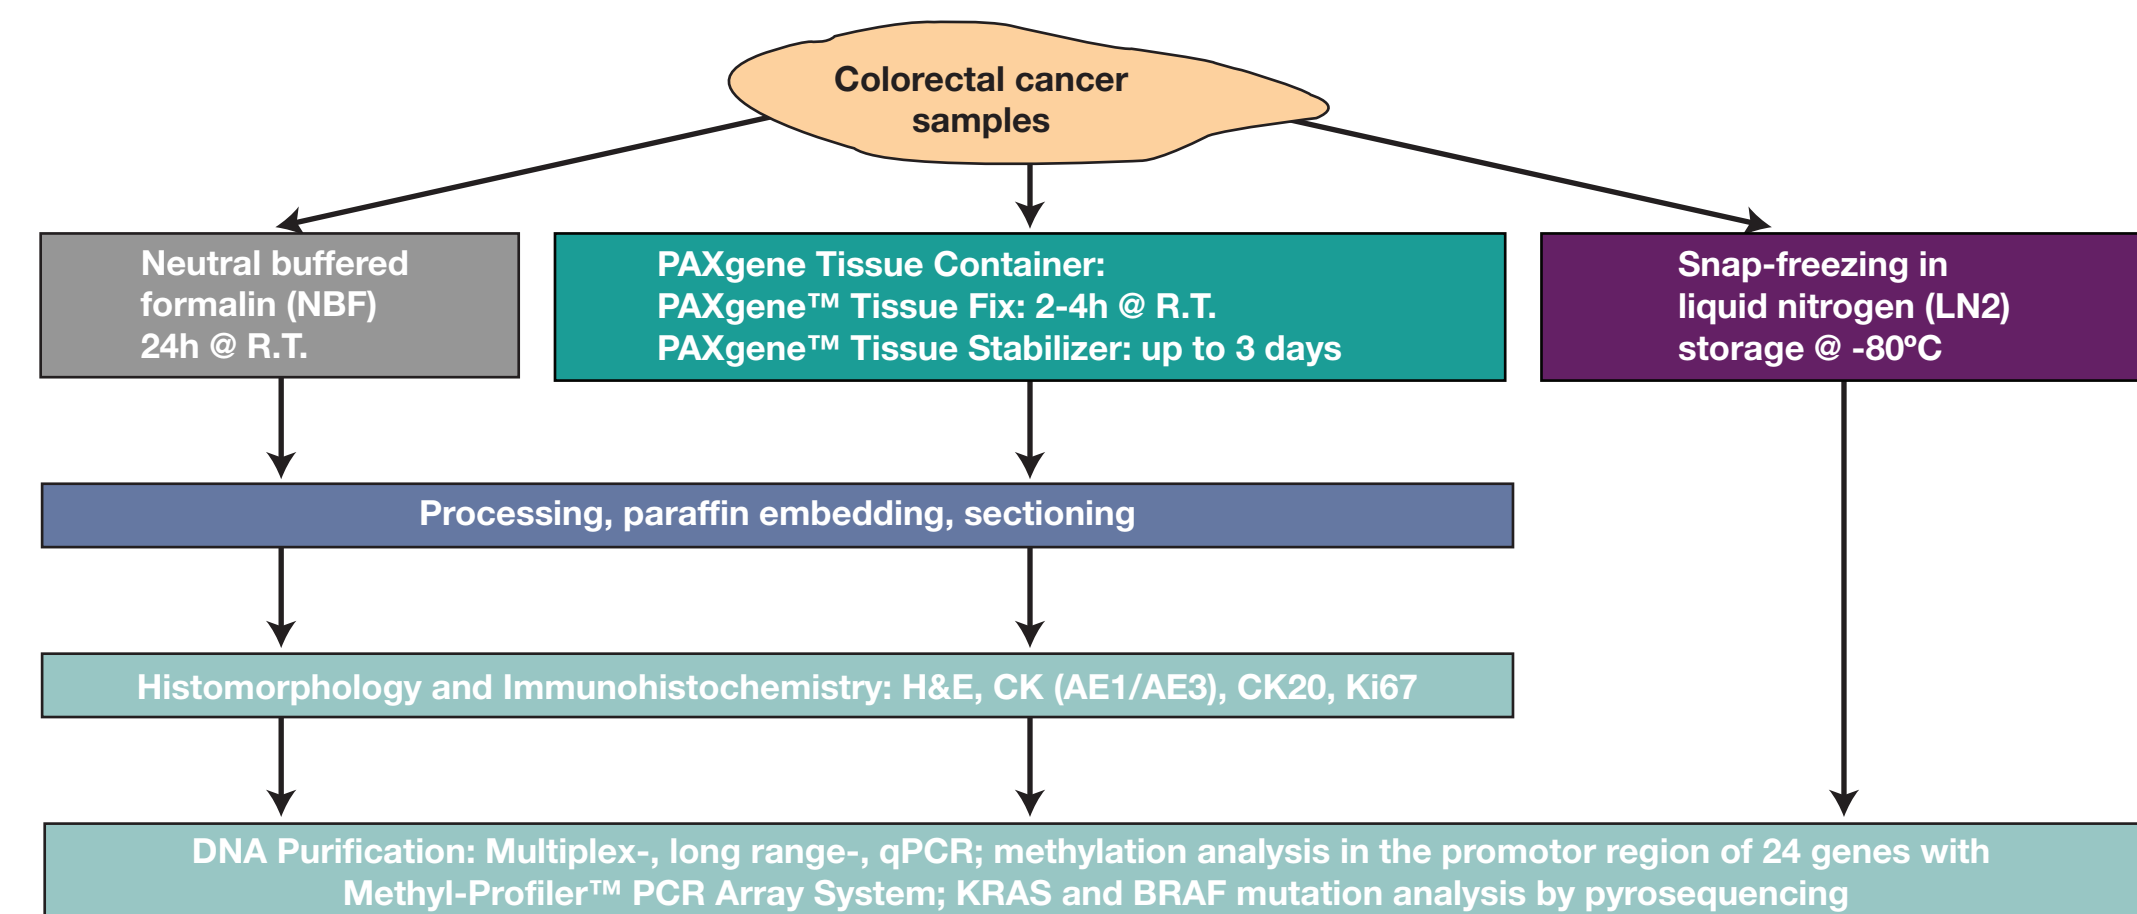 Colorectal cancer
samples
Neutral buffered
formalin (NBF)
24h @ R.T.
PAXgene Tissue Container:
PAXgene™ Tissue Fix: 2-4h @ R.T.
PAXgene™ Tissue Stabilizer: up to 3 days
Snap-freezing in
liquid nitrogen (LN2)
storage @ -80ºC
Processing, paraffin embedding, sectioning
Histomorphology and Immunohistochemistry: H&E, CK (AE1/AE3), CK20, Ki67
DNA Purification: Multiplex-, long range-, qPCR; methylation analysis in the promotor region of 24 genes with
Methyl-Profiler™ PCR Array System; KRAS and BRAF mutation analysis by pyrosequencing